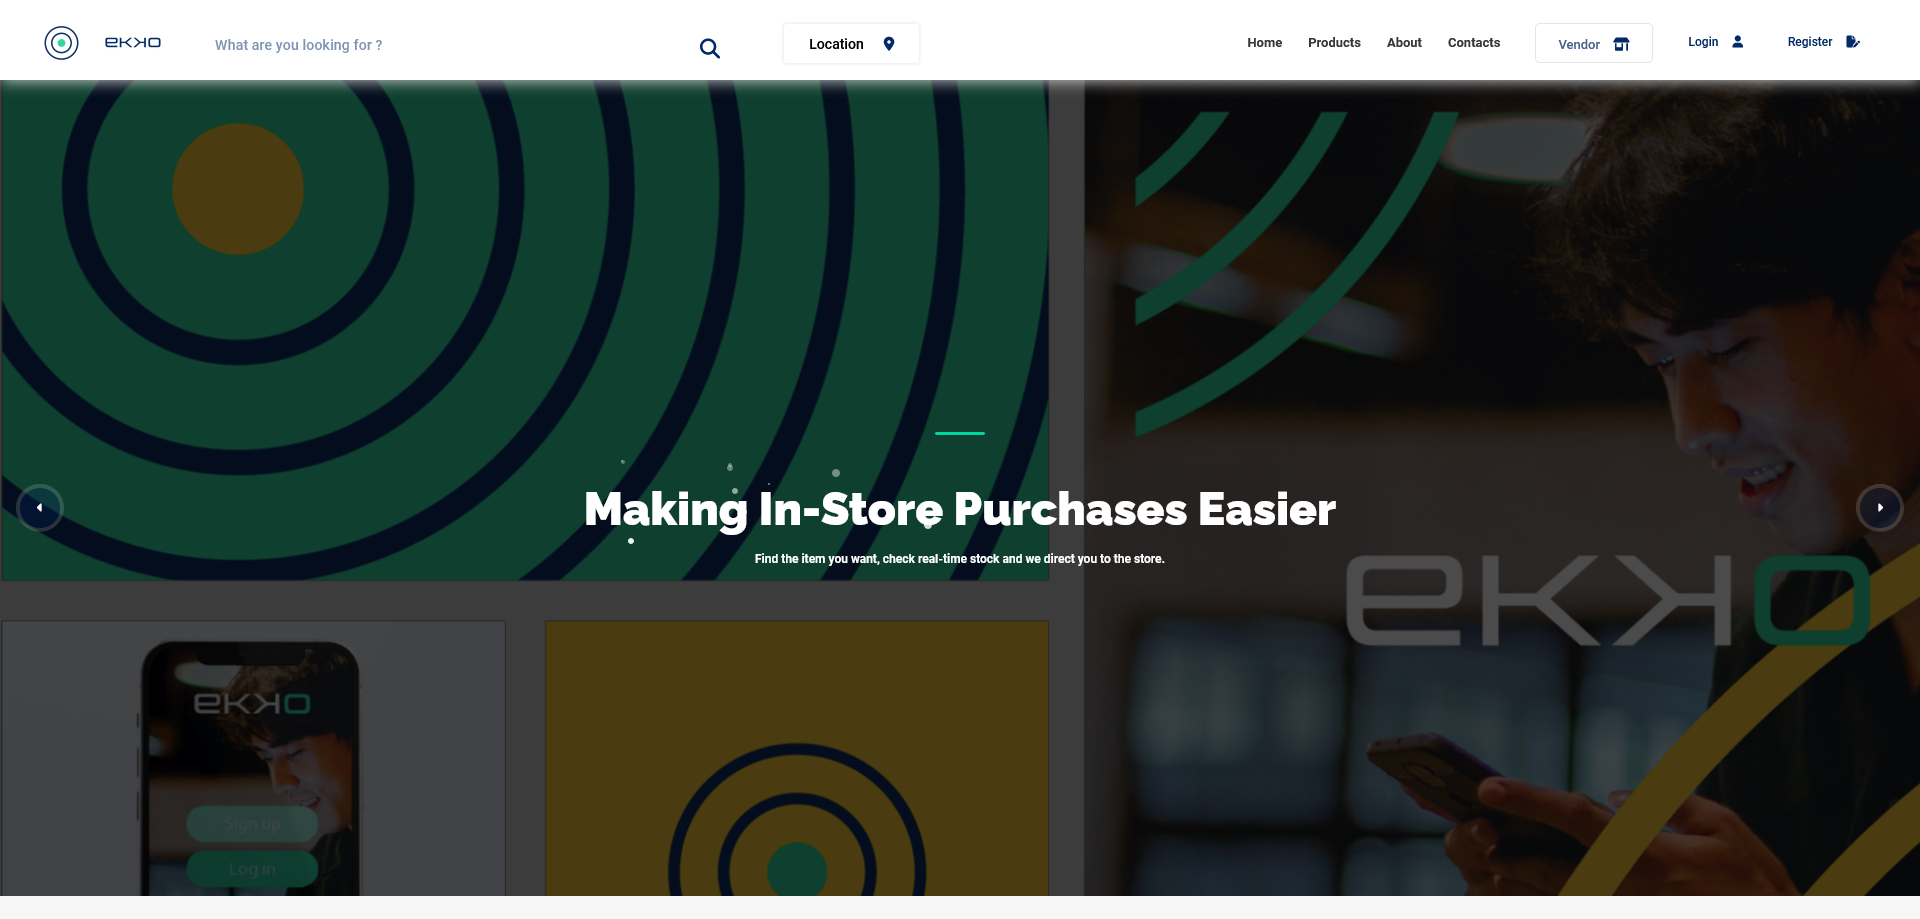 ekko
What are you looking for ?
Location
Home
Products
About
Contacts
Vendor
Login
Register
Making In-Store Purchases Easier
Find the item you want, check real-time stock and we direct you to the store.
ekko
ekko
Sign up
Log in